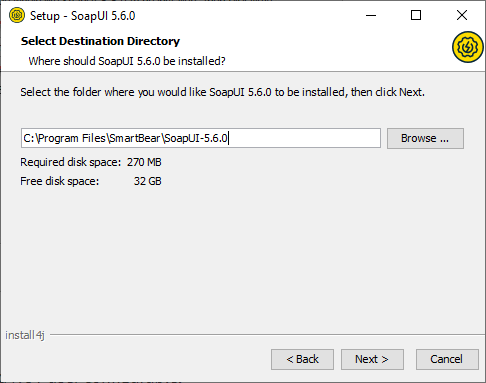 Setup - SoapUI 5.6.0
Select Destination Directory
Where should SoapUI 5.6.0 be installed?
Select the folder where you would like SoapUI 5.6.0 to be installed, then click Next.
C:\Program Files\SmartBear\SoapUI-5.6.0
Browse ...
Required disk space: 270 MB
Free disk space: 32 GB
install4j
< Back
Next >
Cancel